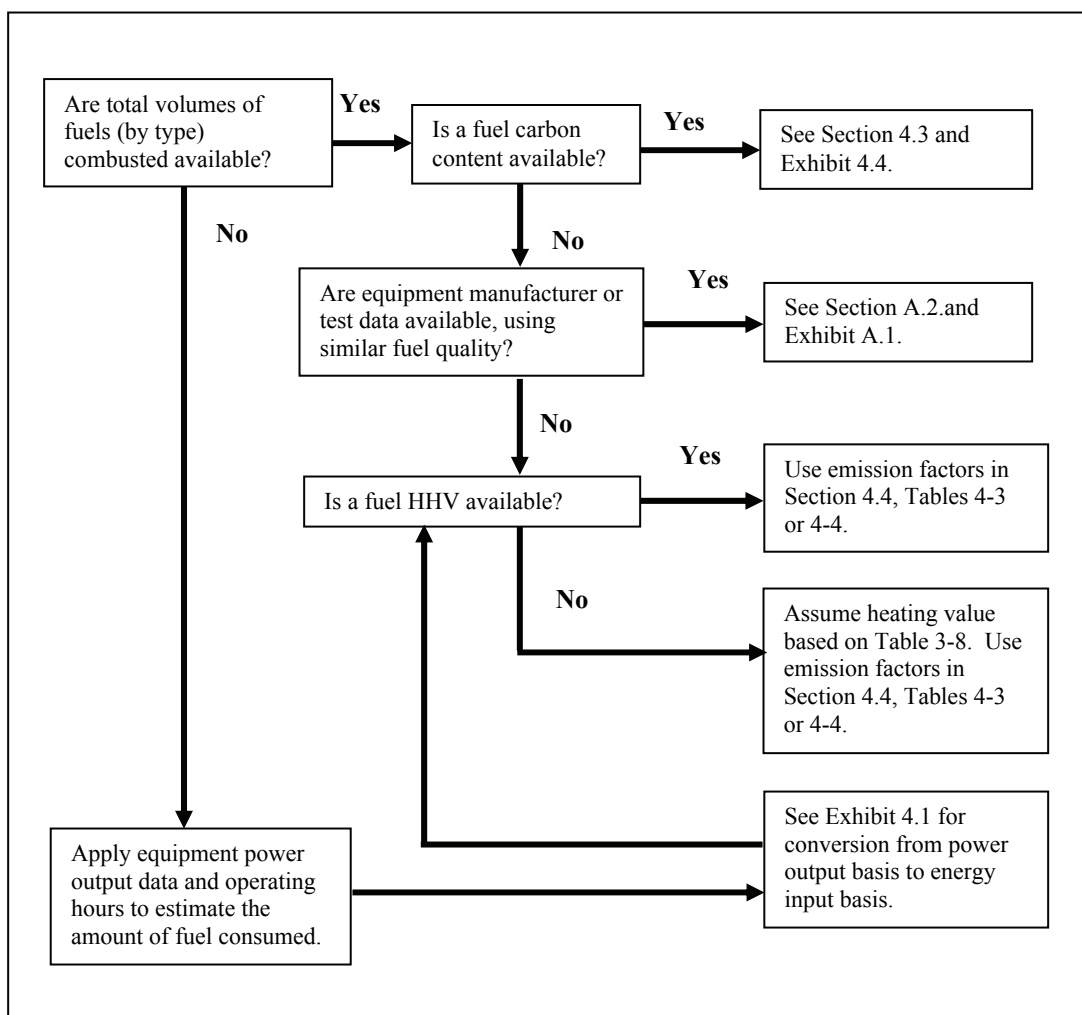 Are total volumes of
fuels (by type)
combusted available?
Yes
Is a fuel carbon
content available?
Yes
See Section 4.3 and
Exhibit 4.4.
No
No
Are equipment manufacturer or
test data available, using
similar fuel quality?
Yes
See Section A.2.and
Exhibit A.1.
No
Is a fuel HHV available?
Yes
Use emission factors in
Section 4.4, Tables 4-3
or 4-4.
No
Assume heating value
based on Table 3-8.  Use
emission factors in
Section 4.4, Tables 4-3
or 4-4.
Apply equipment power
output data and operating
hours to estimate the
amount of fuel consumed.
See Exhibit 4.1 for
conversion from power
output basis to energy
input basis.